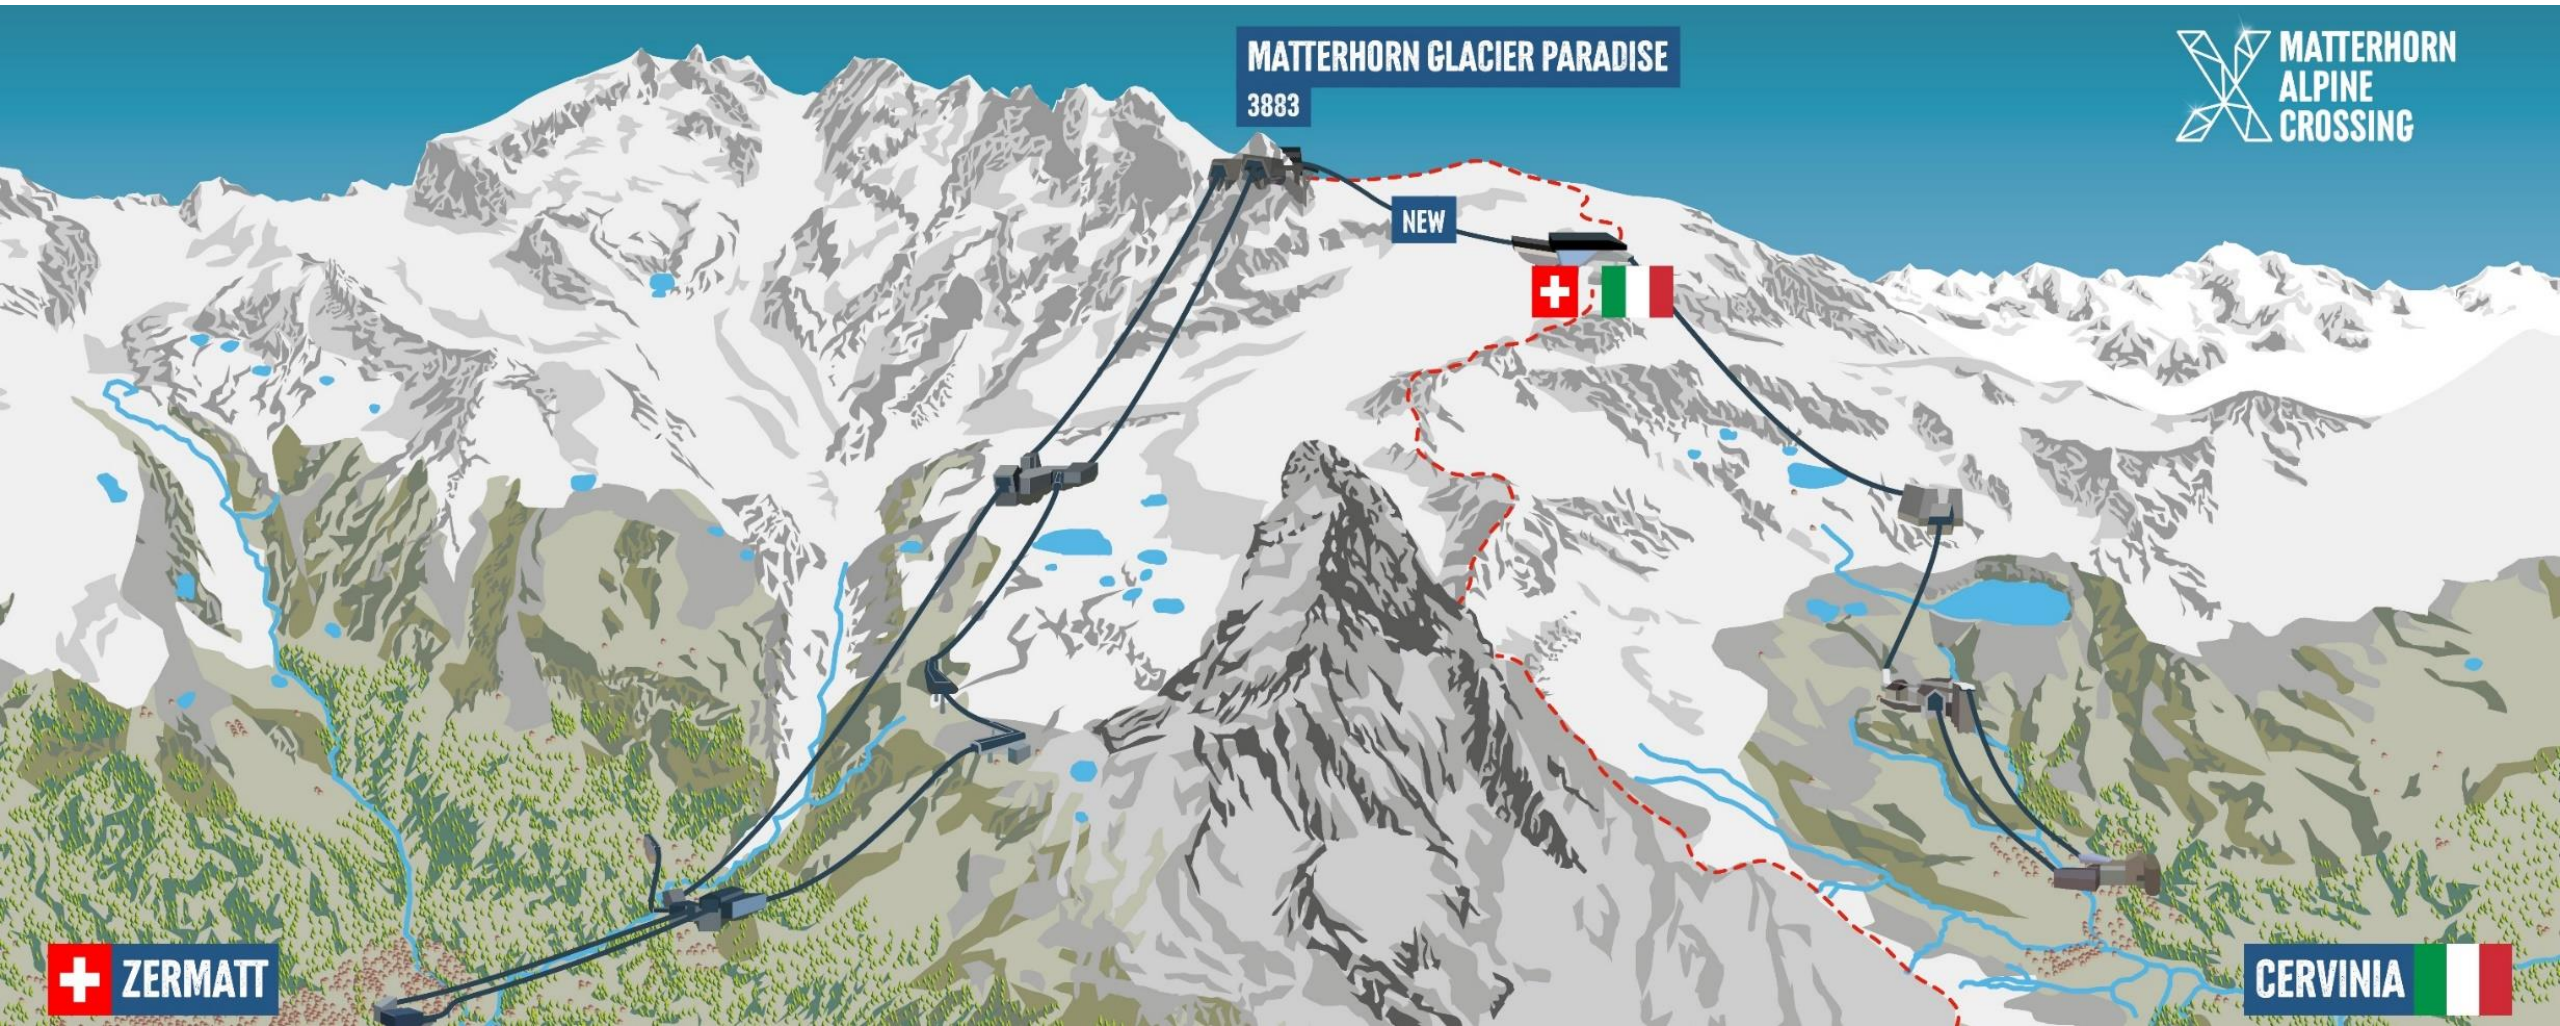 MATTERHORN GLACIER PARADISE
3883
MATTERHORN
ALPINE
CROSSING
NEW
ZERMATT
CERVINIA